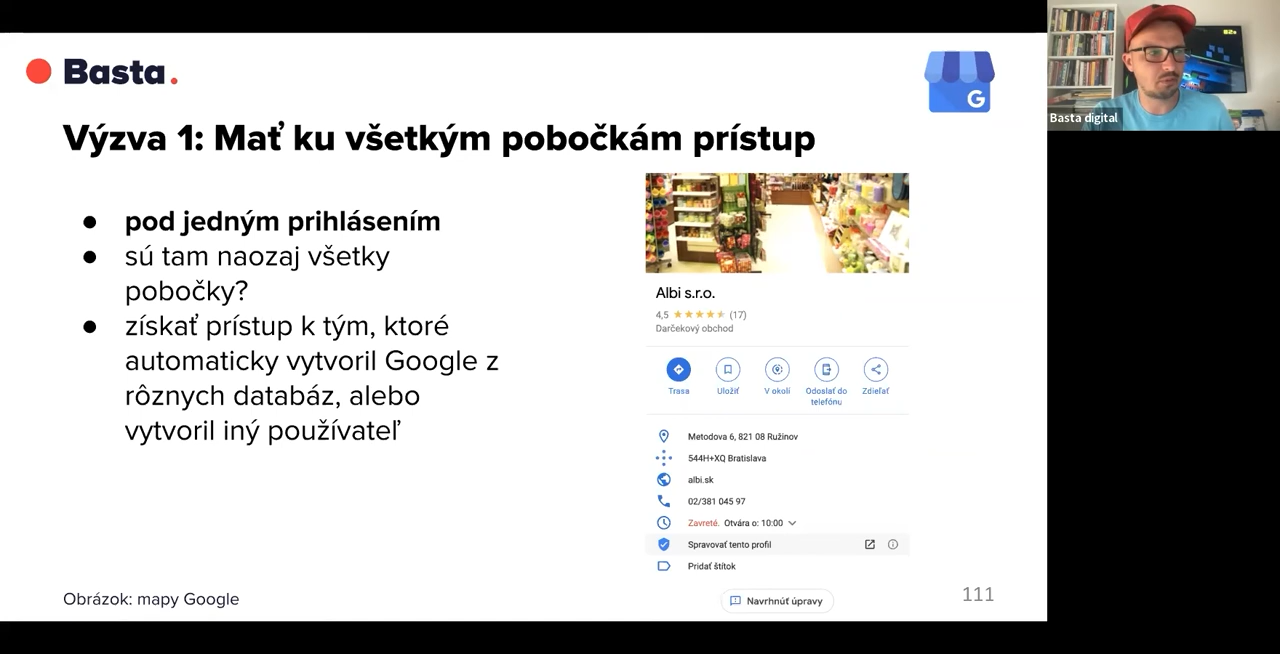 Basta.
G
Výzva 1: Mať ku všetkým pobočkám prístup
● pod jedným prihlásením
● sú tam naozaj všetky
pobočky?
● získať prístup k tým, ktoré
automaticky vytvoril Google z
rôznych databáz, alebo
vytvoril iný používateľ
Albi s.r.o.
4,5 ★★★★★ (17)
Darčekový obchod
Trasa Uložiť V okolí Odoslať do Zdieľať
telefónu
Metodova 6, 821 08 Ružinov
544H+XQ Bratislava
albi.sk
02/381 045 97
Zavreté. Otvára o: 10:00
Spravovať tento profil
Pridať štítok
Navrhnúť úpravy
Obrázok: mapy Google
111
Basta digital